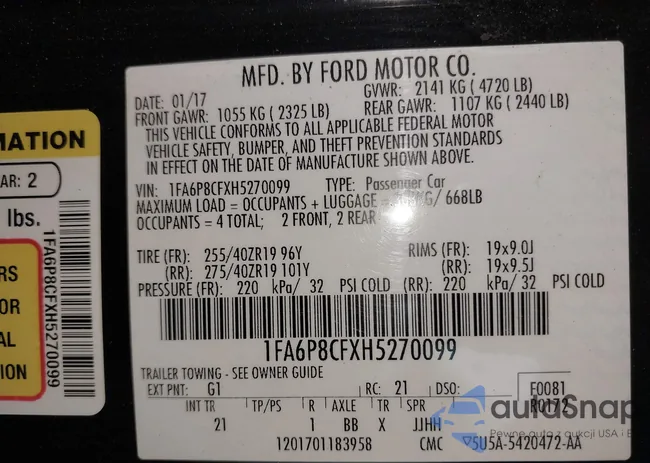 MFD. BY FORD MOTOR CO.
DATE: 01/17 GVWR: 2141 KG (4720 LB)
FRONT GAWR: 1055 KG (2325 LB) REAR GAWR: 1107 KG (2440 LB)
THIS VEHICLE CONFORMS TO ALL APPLICABLE FEDERAL MOTOR
VEHICLE SAFETY, BUMPER, AND THEFT PREVENTION STANDARDS
IN EFFECT ON THE DATE OF MANUFACTURE SHOWN ABOVE.
VIN: 1FA6P8CFXH5270099 TYPE: Passenger Car
MAXIMUM LOAD = OCCUPANTS + LUGGAGE = KG/ 668LB
OCCUPANTS = 4 TOTAL; 2 FRONT, 2 REAR
TIRE (FR): 255/40ZR19 96Y RIMS (FR): 19x9.0J
(RR): 275/40ZR19 101Y (RR): 19x9.5J
PRESSURE (FR): 220 kPa/ 32 PSI COLD (RR): 220 kPa/ 32 PSI COLD
1FA6P8CFXH5270099
TRAILER TOWING - SEE OWNER GUIDE
EXT PNT: G1 RC: 21 DSO: F0081
R0172
INT TR TP/PS R AXLE TR SPR
21 1 BB X JJHH
1201701183958 CMC 5U5A-5420472-AA
MATION
AR: 2
lbs.
RS
OR
AL
ION
1FA6P8CFXH5270099
autoSnap
Pewne auto z aukcji USA